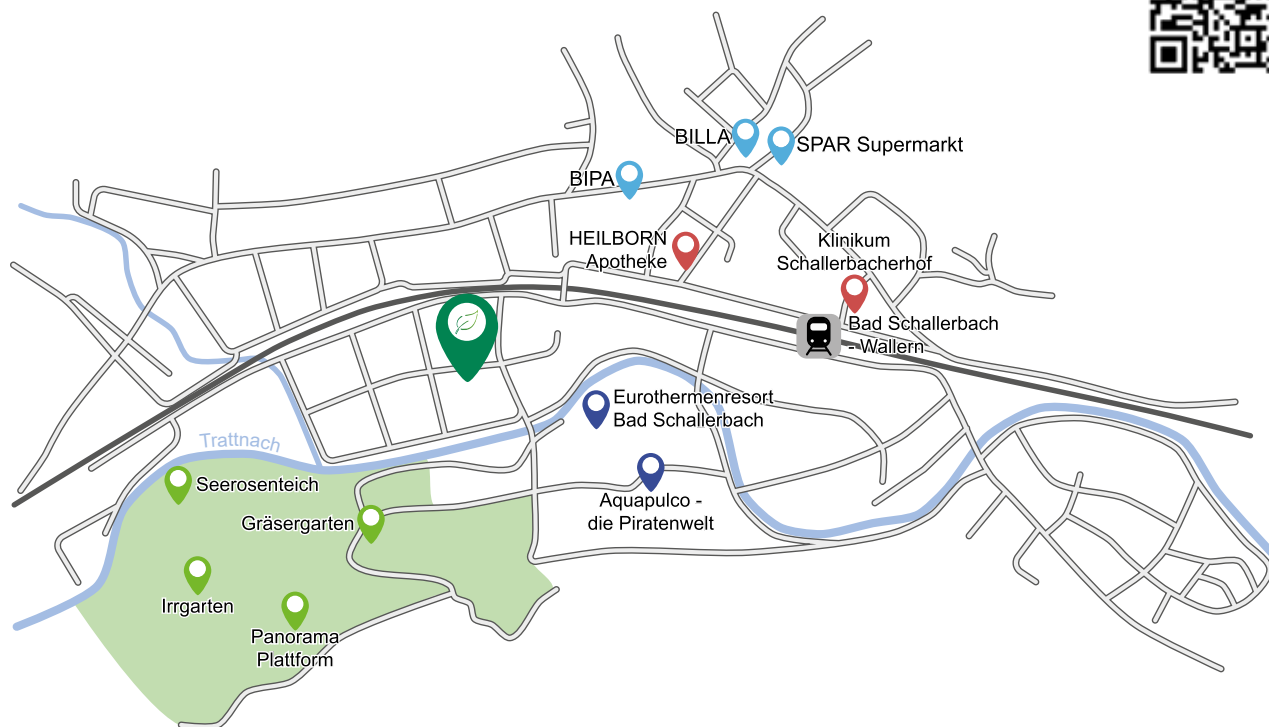 BILLA
SPAR Supermarkt
BIPA
HEILBORN
Apotheke
Klinikum
Schallerbacherhof
Bad Schallerbach
- Wallern
Eurothermenresort
Bad Schallerbach
Trattnach
Seerosenteich
Aquapulco -
die Piratenwelt
Gräsergarten
Irrgarten
Panorama
Plattform